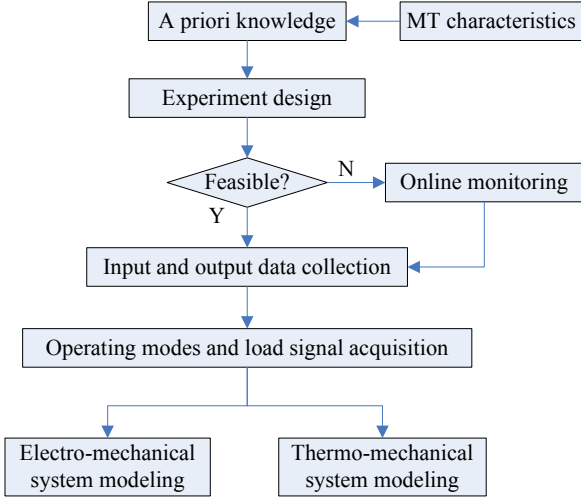 A priori knowledge
MT characteristics
Experiment design
Feasible?
N
Online monitoring
Y
Input and output data collection
Operating modes and load signal acquisition
Electro-mechanical
system modeling
Thermo-mechanical
system modeling